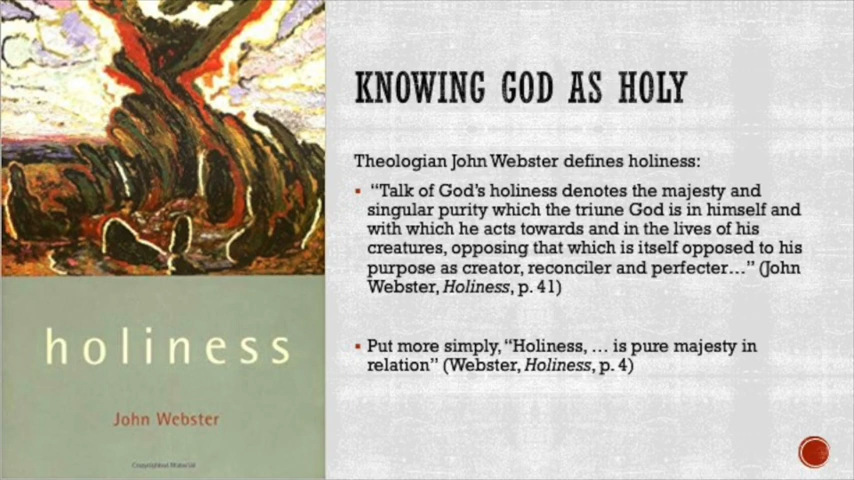 holiness
John Webster
Copyrighted Material
KNOWING GOD AS HOLY
Theologian John Webster defines holiness:
▪ “Talk of God’s holiness denotes the majesty and
singular purity which the triune God is in himself and
with which he acts towards and in the lives of his
creatures, opposing that which is itself opposed to his
purpose as creator, reconciler and perfecter…” (John
Webster, Holiness, p. 41)
▪ Put more simply, “Holiness, … is pure majesty in
relation” (Webster, Holiness, p. 4)